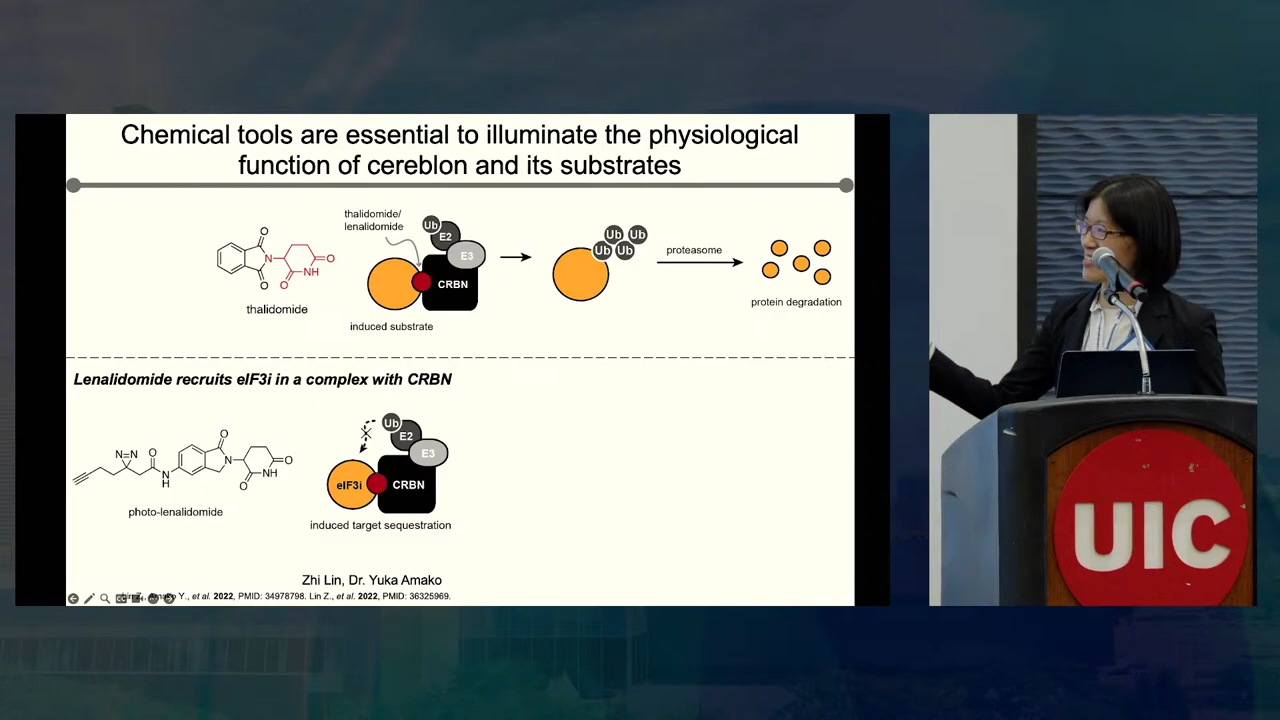 Chemical tools are essential to illuminate the physiological
function of cereblon and its substrates
thalidomide/
lenalidomide
Ub
E2
E3
CRBN
induced substrate
O
N
O
O
O
NH
thalidomide
Ub
Ub
Ub
Ub
proteasome
protein degradation
Lenalidomide recruits eIF3i in a complex with CRBN
N=N
O
N
H
O
N
O
NH
O
photo-lenalidomide
Ub
E2
E3
eIF3i
CRBN
induced target sequestration
Zhi Lin, Dr. Yuka Amako
Y., et al. 2022, PMID: 34978798. Lin Z., et al. 2022, PMID: 36325969.
UIC